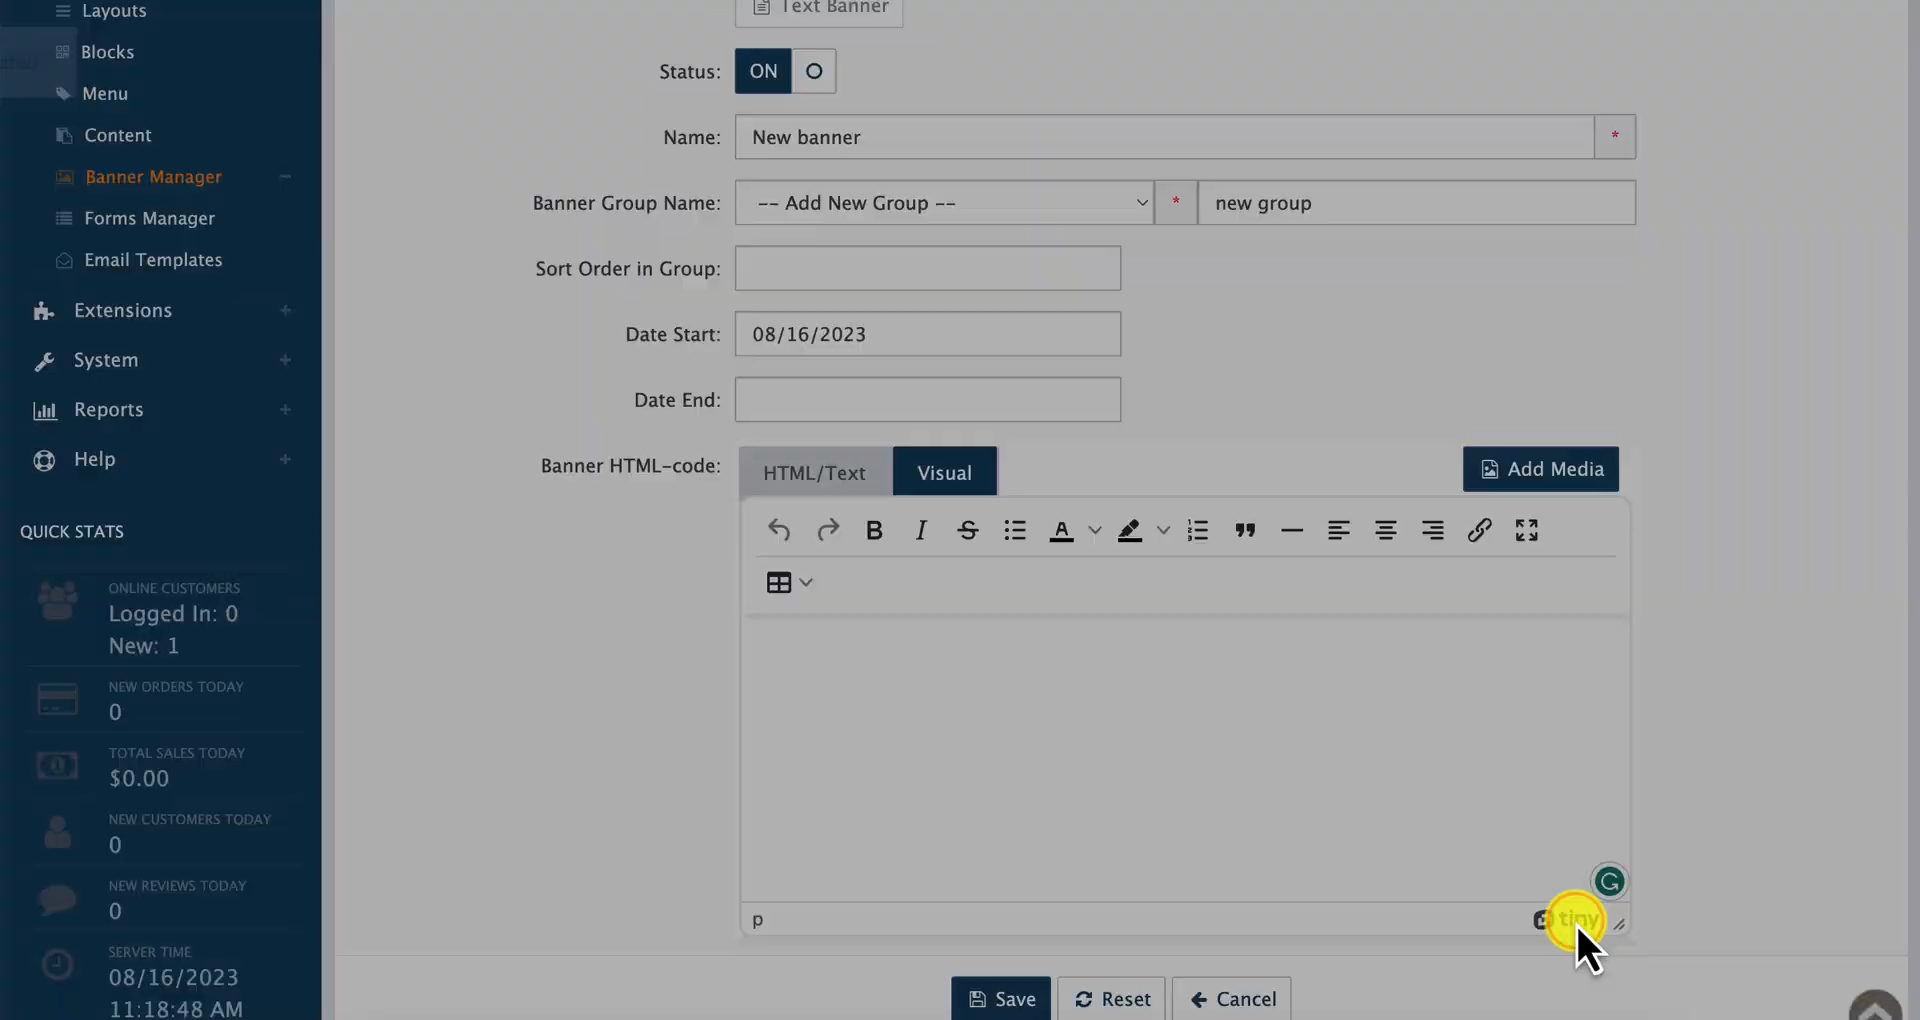 Layouts
Blocks
Menu
Content
Banner Manager
Forms Manager
Email Templates
Extensions
System
Reports
Help
QUICK STATS
ONLINE CUSTOMERS
Logged In: 0
New: 1
NEW ORDERS TODAY
0
TOTAL SALES TODAY
$0.00
NEW CUSTOMERS TODAY
0
NEW REVIEWS TODAY
0
SERVER TIME
08/16/2023
11:18:48 AM
Text Banner
Status: ON
Name: New banner *
Banner Group Name: -- Add New Group -- * new group
Sort Order in Group:
Date Start: 08/16/2023
Date End:
Banner HTML-code: HTML/Text Visual Add Media
p tiny
Save Reset Cancel